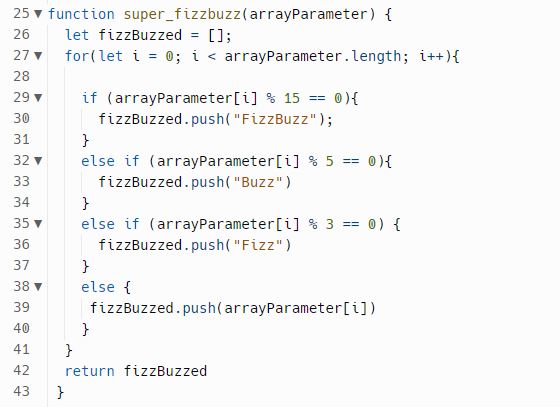 25 ▼ function super_fizzbuzz(arrayParameter) {
26     let fizzBuzzed = [];
27 ▼   for(let i = 0; i < arrayParameter.length; i++){
28
29 ▼     if (arrayParameter[i] % 15 == 0){
30         fizzBuzzed.push("FizzBuzz");
31       }
32 ▼     else if (arrayParameter[i] % 5 == 0){
33         fizzBuzzed.push("Buzz")
34       }
35 ▼     else if (arrayParameter[i] % 3 == 0) {
36         fizzBuzzed.push("Fizz")
37       }
38 ▼     else {
39        fizzBuzzed.push(arrayParameter[i])
40       }
41     }
42     return fizzBuzzed
43    }